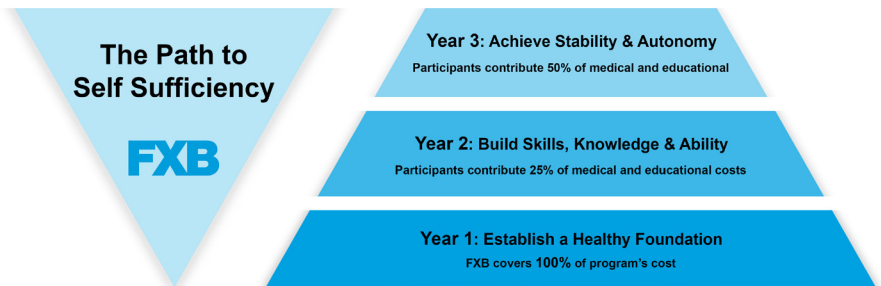 The Path to
Self Sufficiency
FXB
Year 3: Achieve Stability & Autonomy
Participants contribute 50% of medical and educational
Year 2: Build Skills, Knowledge & Ability
Participants contribute 25% of medical and educational costs
Year 1: Establish a Healthy Foundation
FXB covers 100% of program's cost